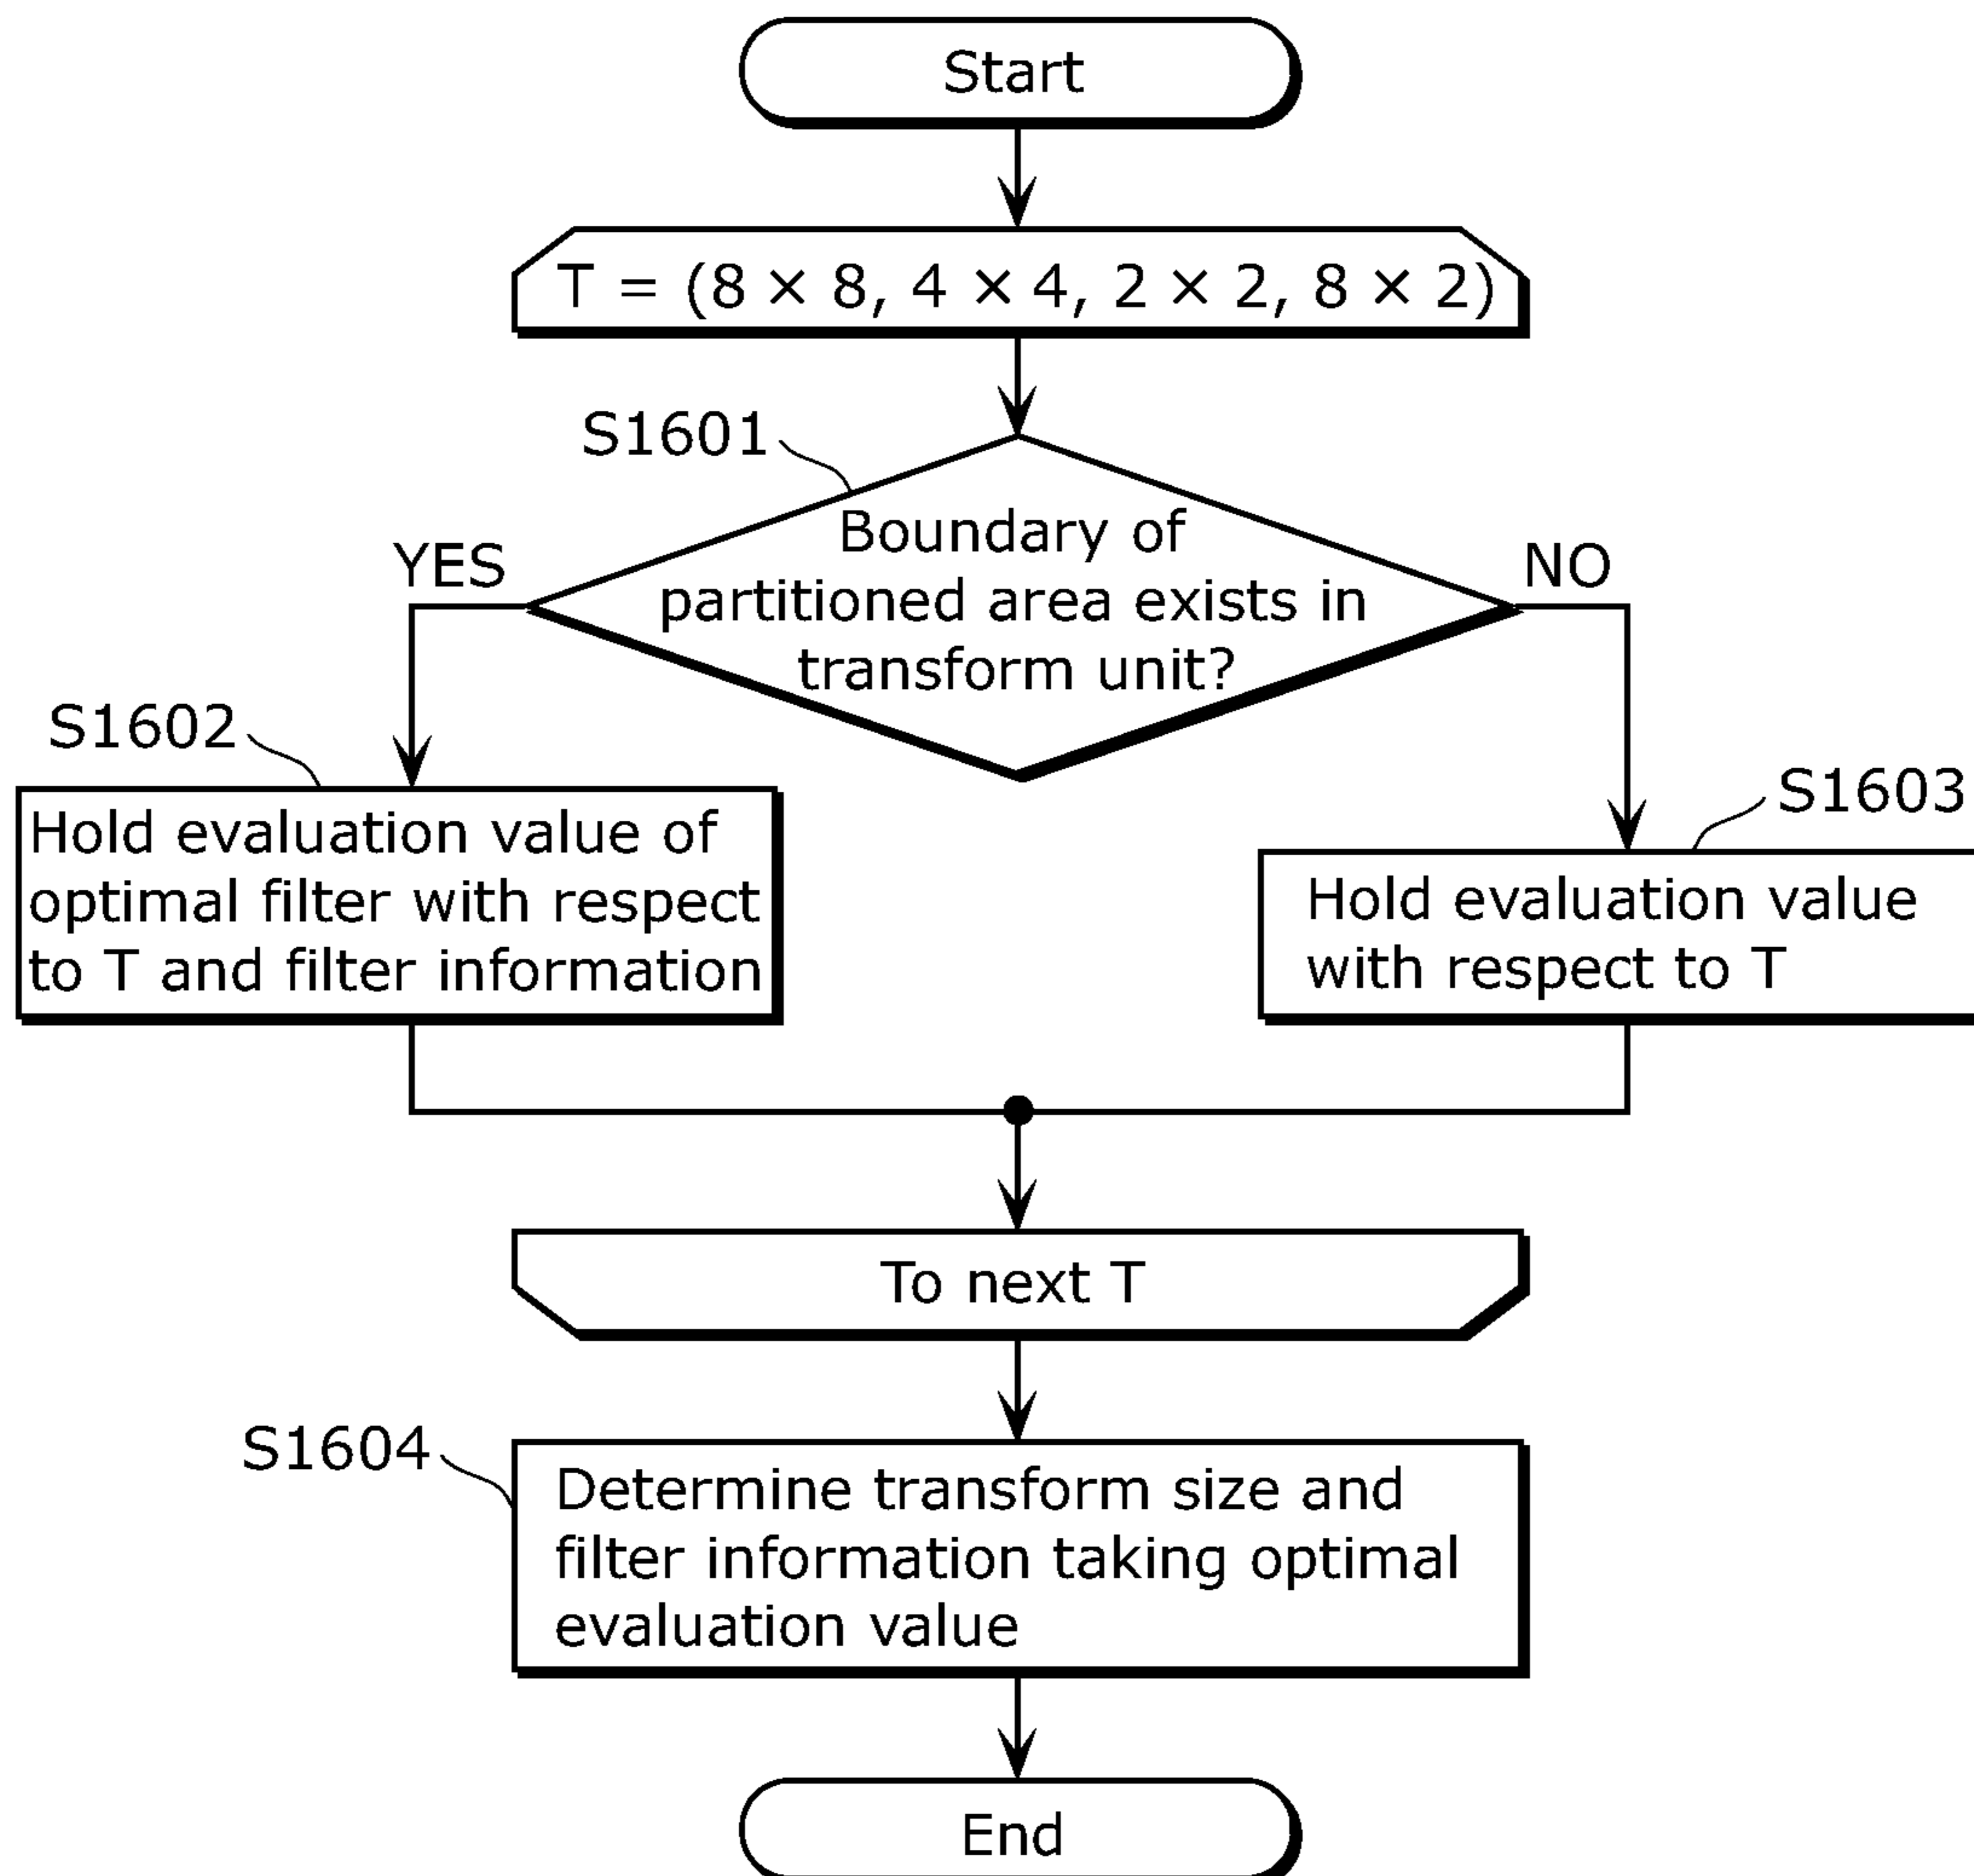 Start
T = (8 × 8, 4 × 4, 2 × 2, 8 × 2)
S1601
Boundary of
partitioned area exists in
transform unit?
YES
NO
S1602
Hold evaluation value of
optimal filter with respect
to T and filter information
S1603
Hold evaluation value
with respect to T
To next T
S1604
Determine transform size and
filter information taking optimal
evaluation value
End